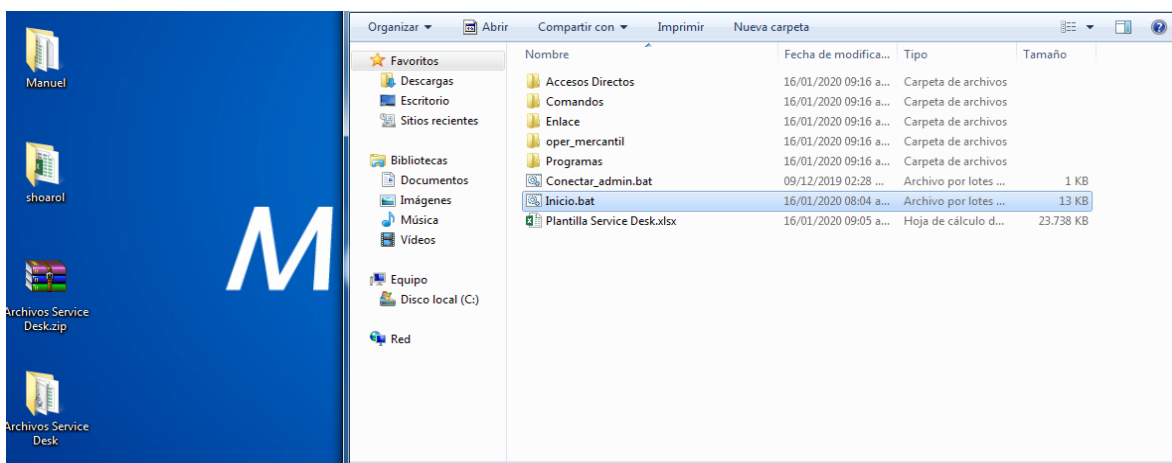 Manuel
shoarol
Archivos Service
Desk.zip
Archivos Service
Desk
M
Organizar Abrir Compartir con Imprimir Nueva carpeta
Favoritos
Descargas
Escritorio
Sitios recientes
Bibliotecas
Documentos
Imágenes
Música
Vídeos
Equipo
Disco local (C:)
Red
Nombre Fecha de modifica... Tipo Tamaño
Accesos Directos 16/01/2020 09:16 a... Carpeta de archivos
Comandos 16/01/2020 09:16 a... Carpeta de archivos
Enlace 16/01/2020 09:16 a... Carpeta de archivos
oper_mercantil 16/01/2020 09:16 a... Carpeta de archivos
Programas 16/01/2020 09:16 a... Carpeta de archivos
Conectar_admin.bat 09/12/2019 02:28 ... Archivo por lotes ... 1 KB
Inicio.bat 16/01/2020 08:04 a... Archivo por lotes ... 13 KB
Plantilla Service Desk.xlsx 16/01/2020 09:05 a... Hoja de cálculo d... 23.738 KB